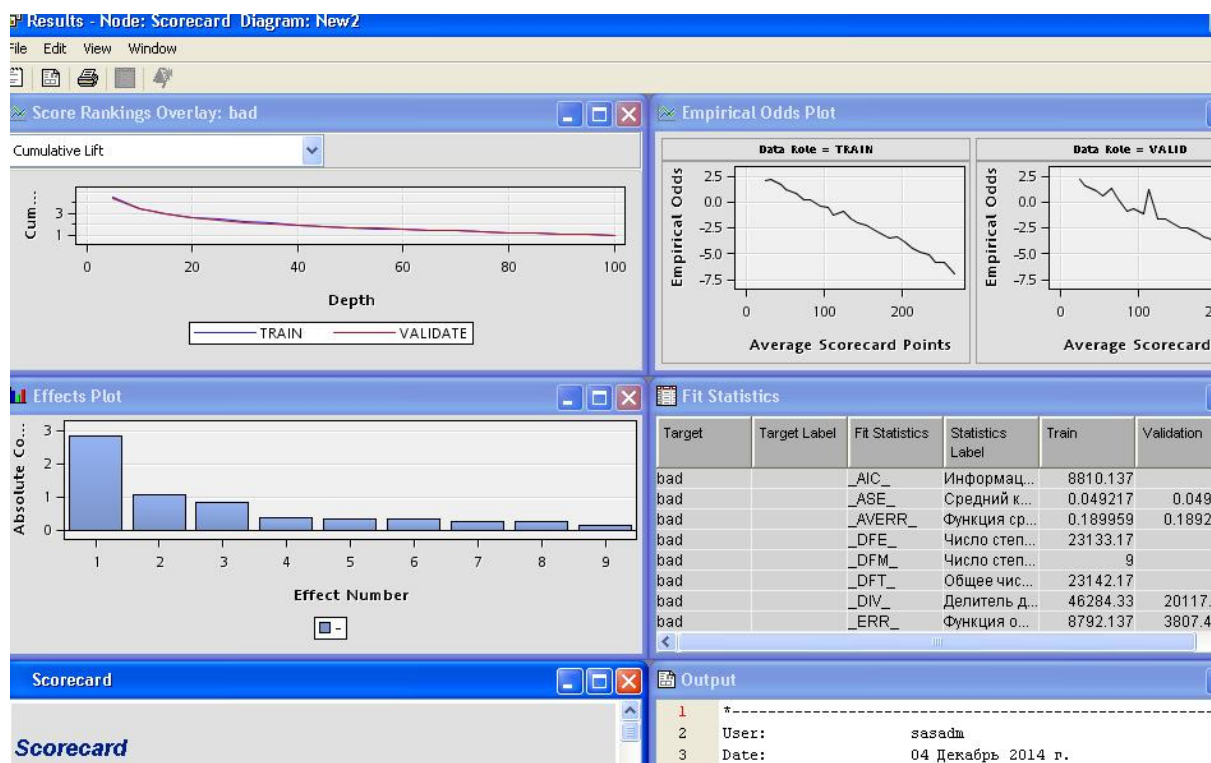 Results - Node: Scorecard Diagram: New2
File Edit View Window
Score Rankings Overlay: bad
Cumulative Lift
Cum...
3
1
0 20 40 60 80 100
Depth
TRAIN VALIDATE
Empirical Odds Plot
Data Role = TRAIN
Data Role = VALID
Empirical Odds
2.5
0.0
-2.5
-5.0
-7.5
0 100 200
Average Scorecard Points
Empirical Odds
2.5
0.0
-2.5
-5.0
-7.5
0 100 2
Average Scorecard
Effects Plot
Absolute Co...
3
2
1
0
1 2 3 4 5 6 7 8 9
Effect Number
-
Fit Statistics
Target Target Label Fit Statistics Statistics Label Train Validation
bad _AIC_ Информац... 8810.137
bad _ASE_ Средний к... 0.049217 0.049
bad _AVERR_ Функция ср... 0.189959 0.1892
bad _DFE_ Число степ... 23133.17
bad _DFM_ Число степ... 9
bad _DFT_ Общее чис... 23142.17
bad _DIV_ Делитель д... 46284.33 20117.
bad _ERR_ Функция о... 8792.137 3807.4
Scorecard
Scorecard
Output
1 *------------------------------------------------------------
2 User: sasadm
3 Date: 04 Декабрь 2014 г.